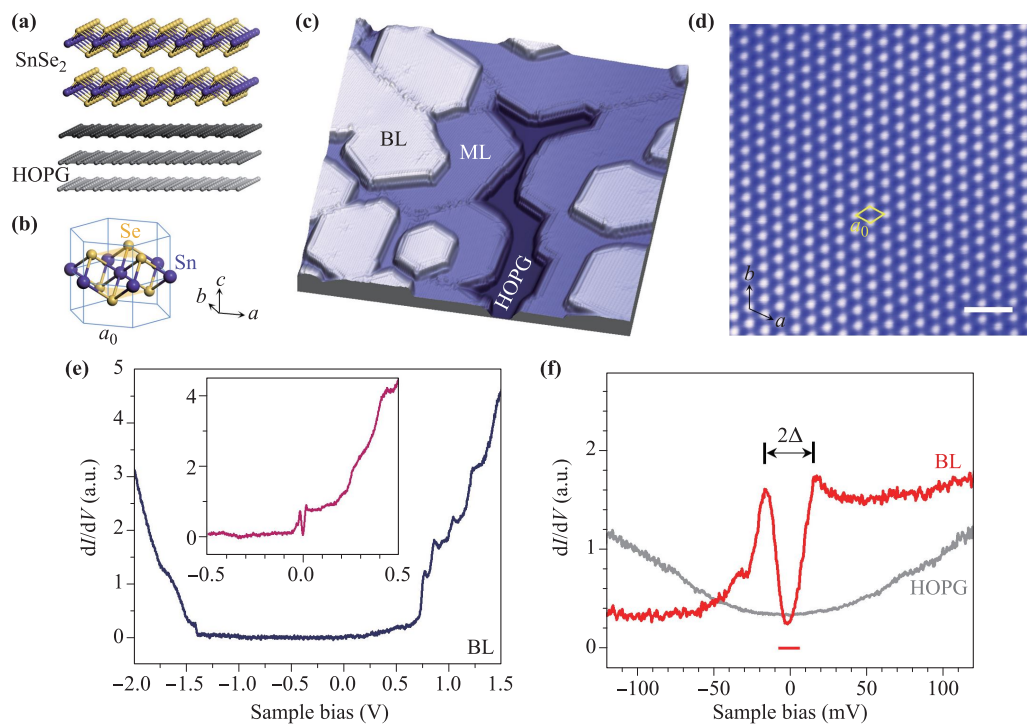 (a)
SnSe₂
HOPG
(b)
Se
Sn
a₀
c
b
a
(c)
BL
ML
HOPG
(d)
a₀
b
a
(e)
5
4
3
2
1
0
dI/dV (a.u.)
4
2
0
−0.5
0.0
0.5
BL
−2.0 −1.5 −1.0 −0.5 0.0 0.5 1.0 1.5
Sample bias (V)
(f)
2
1
0
dI/dV (a.u.)
2Δ
BL
HOPG
−100 −50 0 50 100
Sample bias (mV)